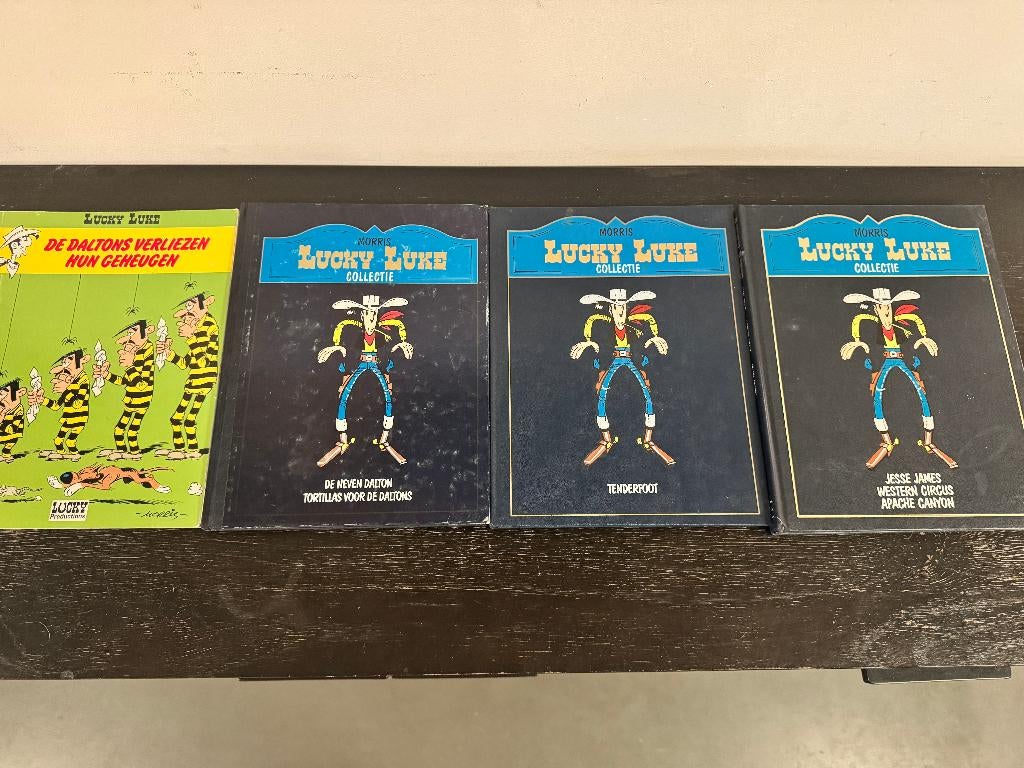 LUCKY LUKE
DE DALTONS VERLIEZEN
HUN GEHEUGEN
LUCKY
Productions
-MORRIS-
MORRIS
LUCKY LUKE
COLLECTIE
DE NEVEN DALTON
TORTILLAS VOOR DE DALTONS
MORRIS
LUCKY LUKE
COLLECTIE
TENDERFOOT
MORRIS
LUCKY LUKE
COLLECTIE
JESSE JAMES
WESTERN CIRCUS
APACHE CANYON